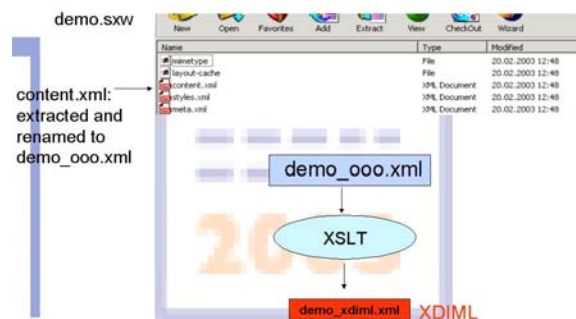 demo.sxw
New Open Favorites Add Extract View CheckOut Wizard
Name Type Modified
mimetype File 20.02.2003 12:48
layout-cache File 20.02.2003 12:48
content.xml XML Document 20.02.2003 12:48
styles.xml XML Document 20.02.2003 12:48
meta.xml XML Document 20.02.2003 12:48
content.xml:
extracted and
renamed to
demo_ooo.xml
demo_ooo.xml
XSLT
2003
demo_xdiml.xml XDIML